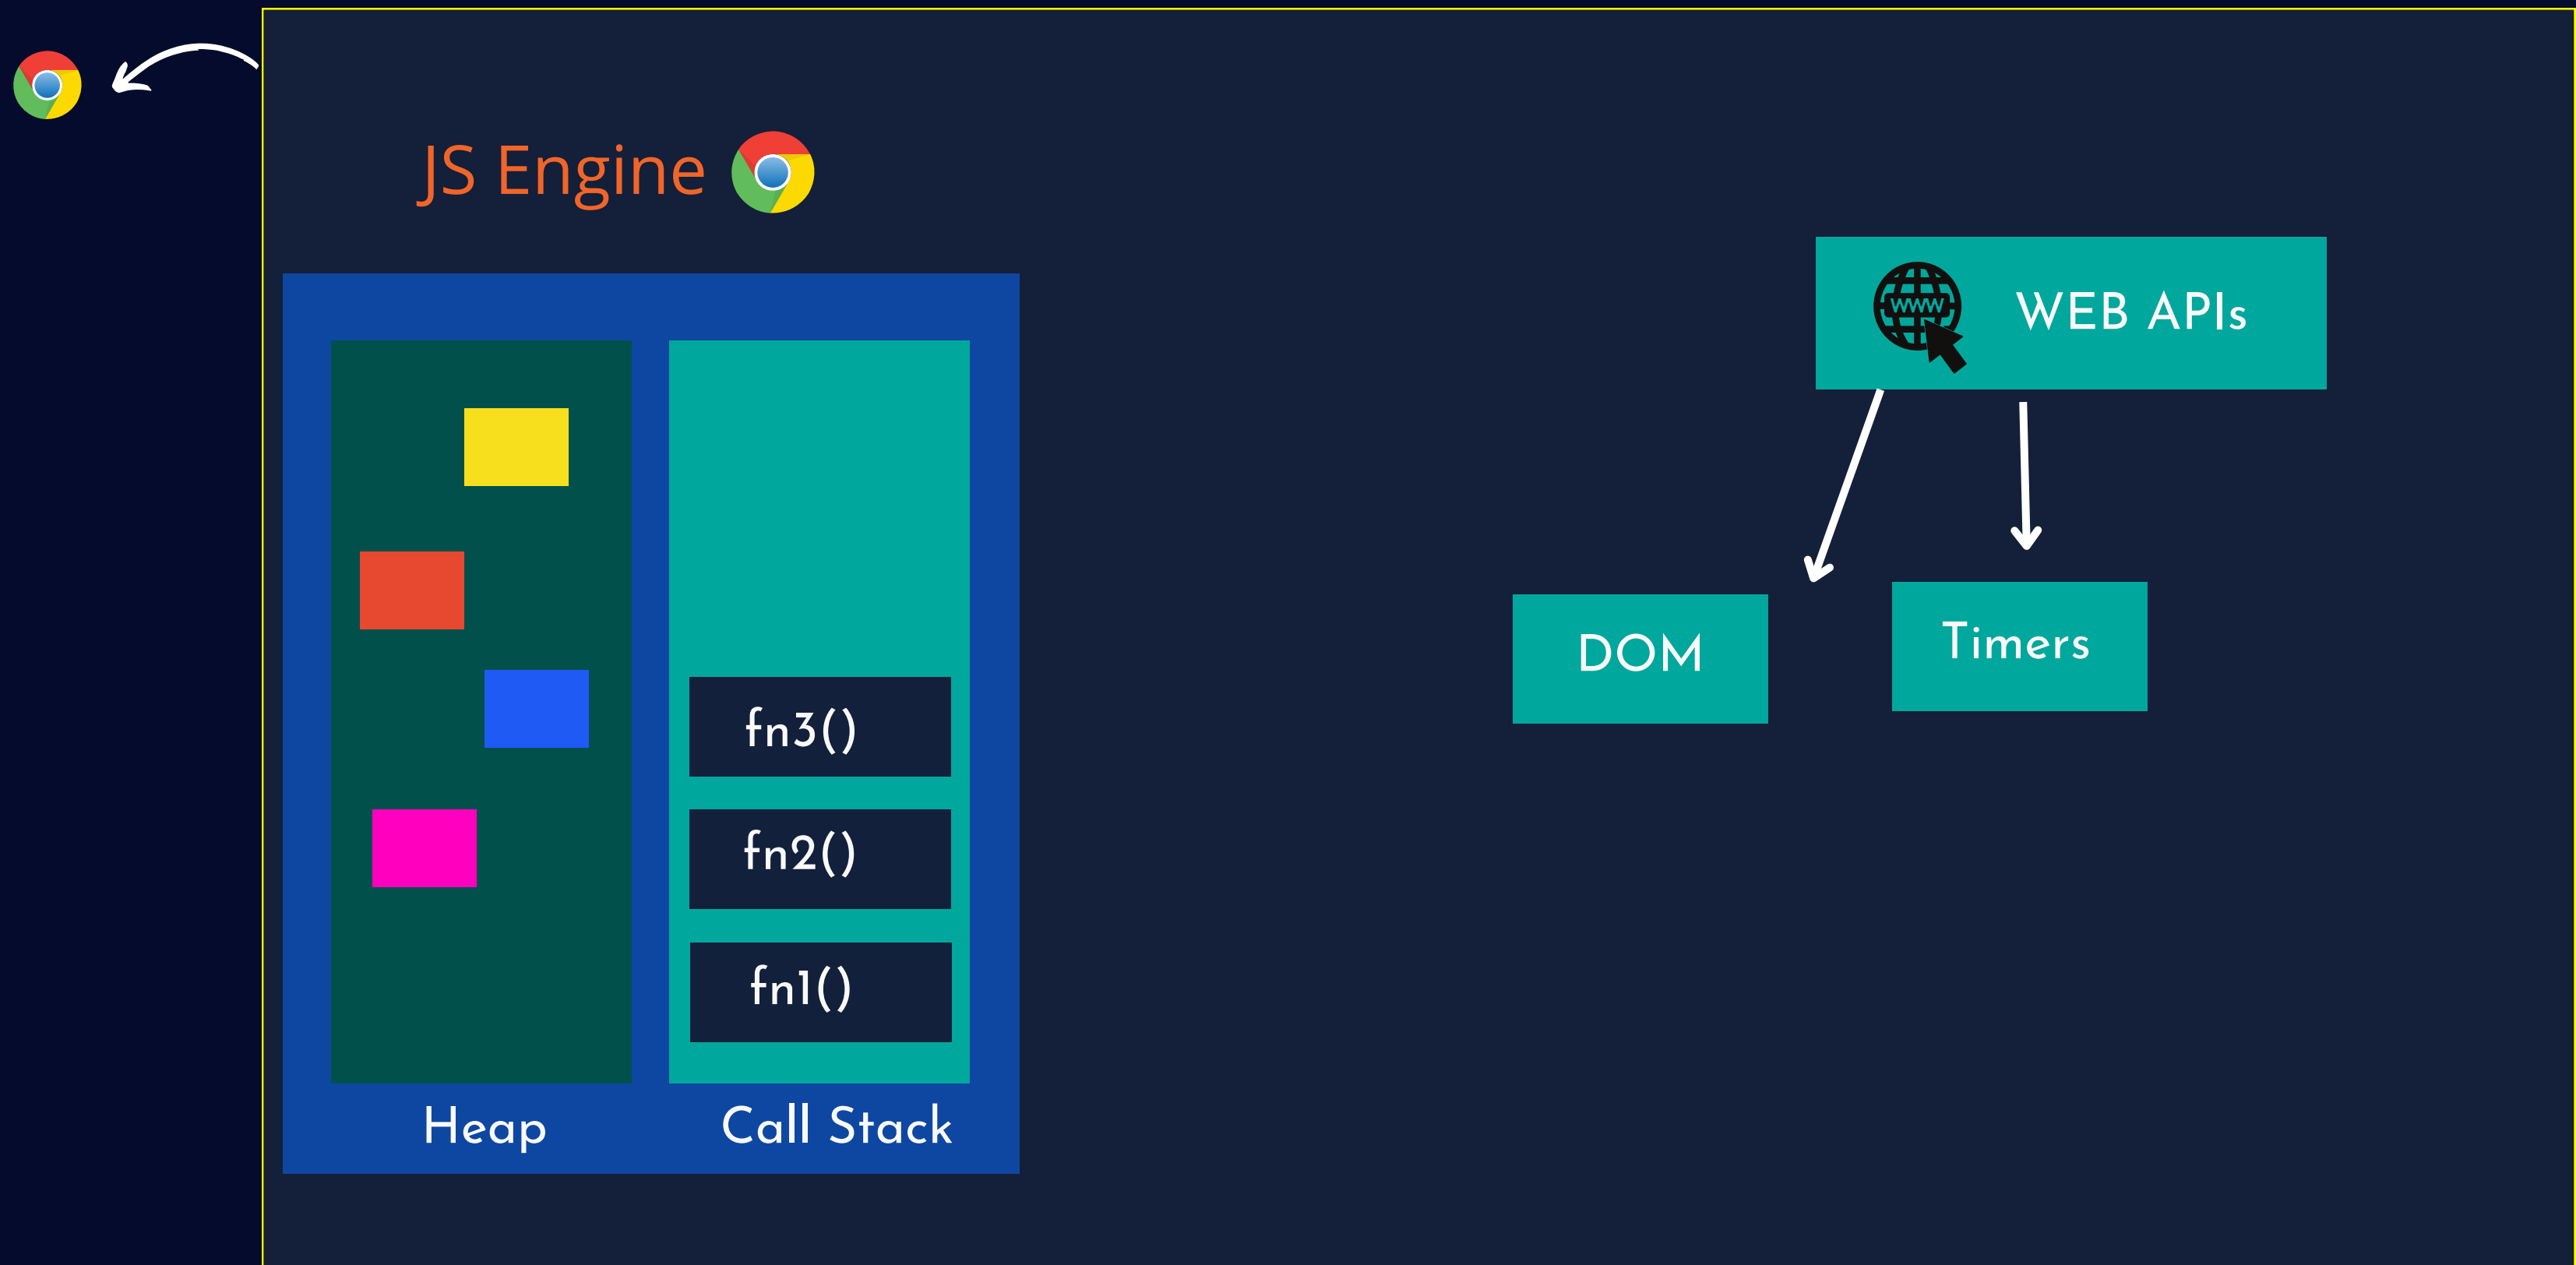 JS Engine
WWW
WEB APIs
DOM
Timers
fn3()
fn2()
fn1()
Heap
Call Stack